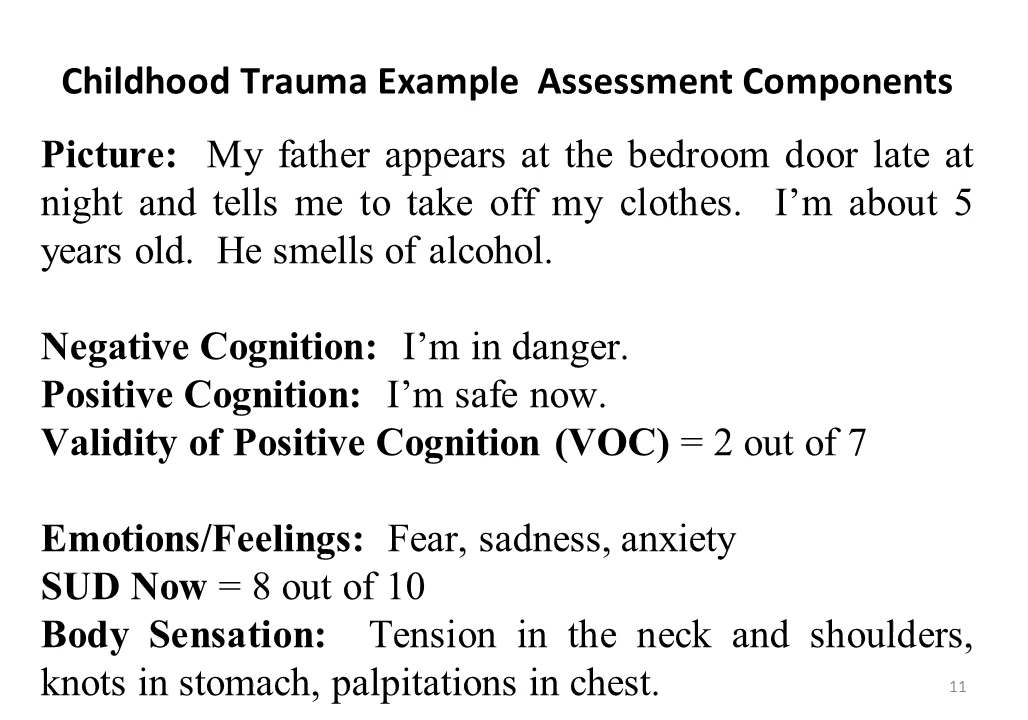 Childhood Trauma Example  Assessment Components
Picture:  My father appears at the bedroom door late at
night and tells me to take off my clothes.  I’m about 5
years old.  He smells of alcohol.
Negative Cognition:  I’m in danger.
Positive Cognition:  I’m safe now.
Validity of Positive Cognition (VOC) = 2 out of 7
Emotions/Feelings:  Fear, sadness, anxiety
SUD Now = 8 out of 10
Body Sensation:  Tension in the neck and shoulders,
knots in stomach, palpitations in chest.
11